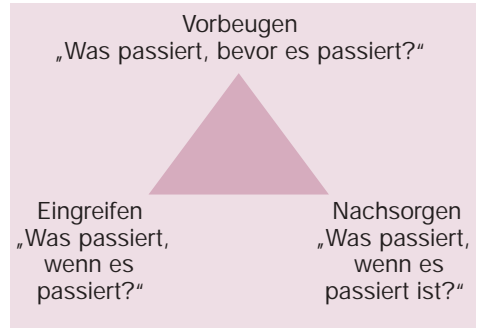 Vorbeugen
„Was passiert, bevor es passiert?“
Eingreifen
„Was passiert,
wenn es
passiert?“
Nachsorgen
„Was passiert,
wenn es
passiert ist?“